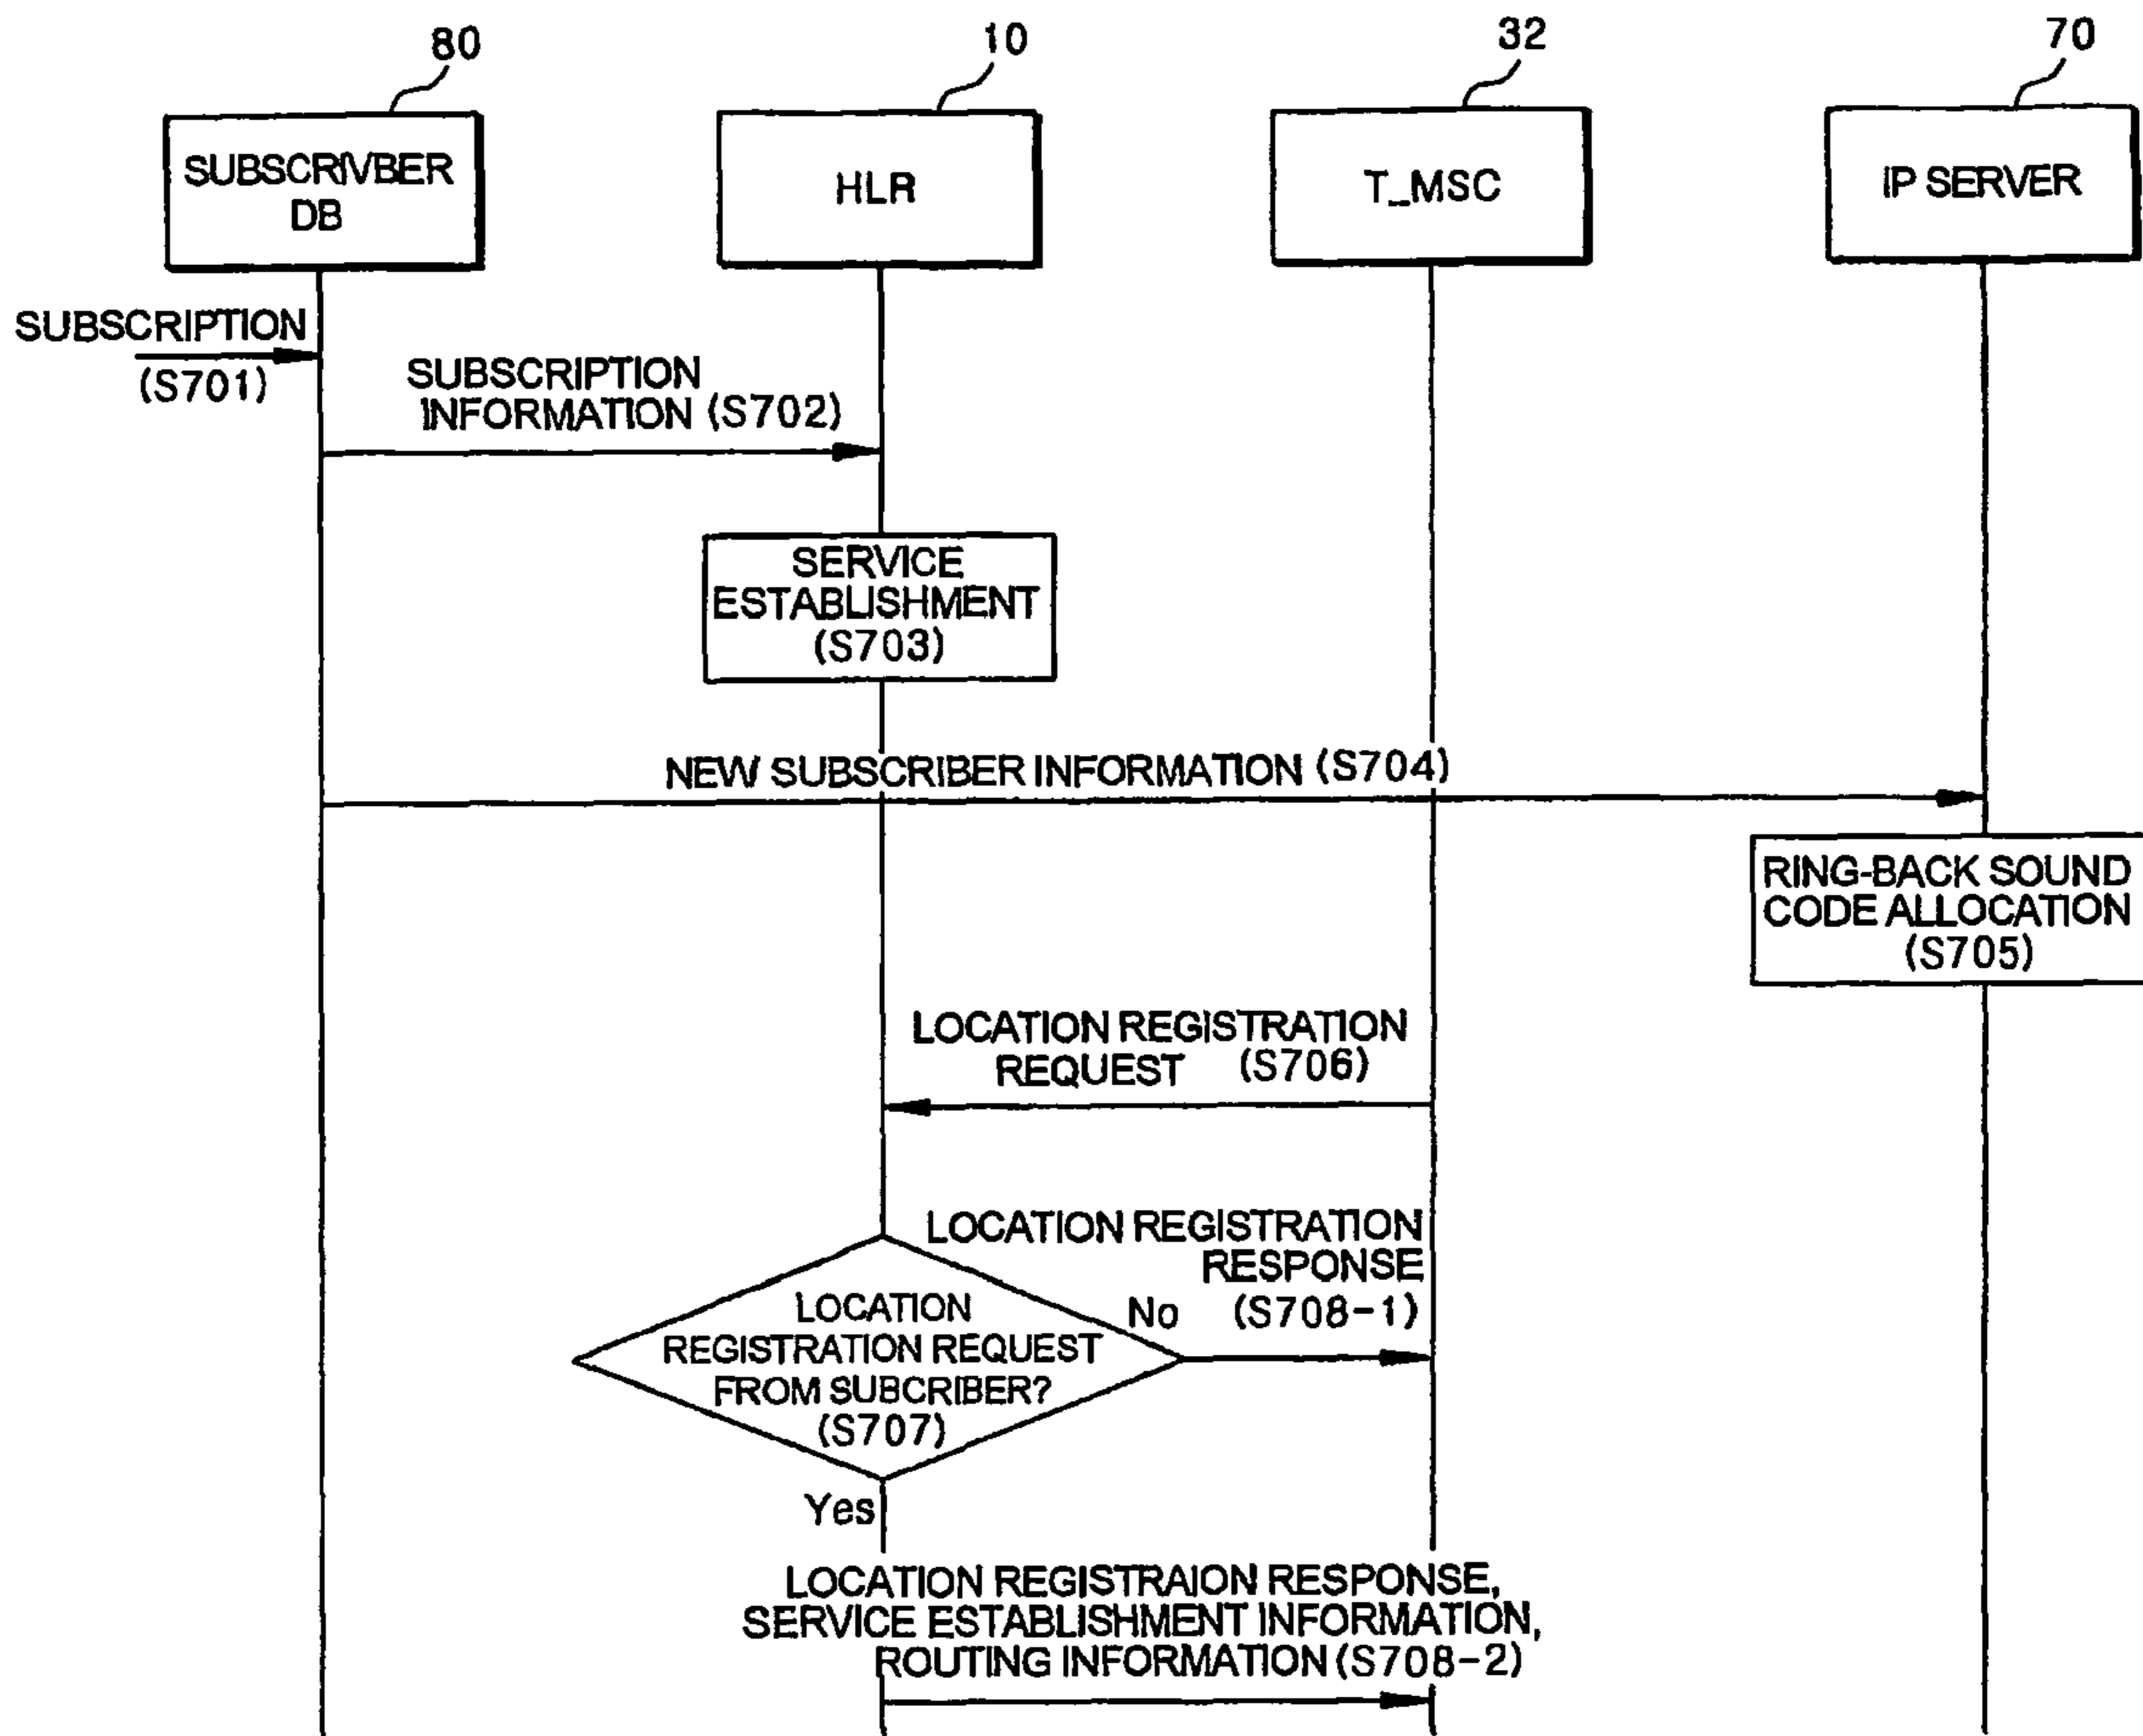 80
10
32
70
SUBSCRIVBER
DB
HLR
T_MSC
IP SERVER
SUBSCRIPTION
(S701)
SUBSCRIPTION
INFORMATION (S702)
SERVICE
ESTABLISHMENT
(S703)
NEW SUBSCRIBER INFORMATION (S704)
RING-BACK SOUND
CODE ALLOCATION
(S705)
LOCATION REGISTRATION
REQUEST (S706)
LOCATION REGISTRATION
RESPONSE
(S708-1)
No
LOCATION
REGISTRATION REQUEST
FROM SUBCRIBER?
(S707)
Yes
LOCATION REGISTRAION RESPONSE,
SERVICE ESTABLISHMENT INFORMATION,
ROUTING INFORMATION (S708-2)